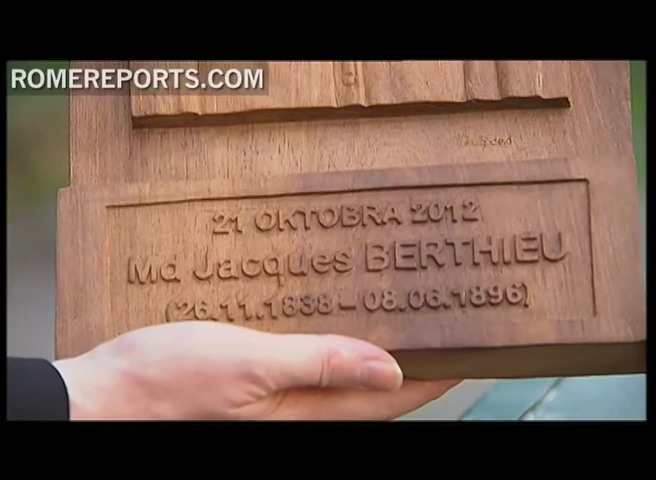 ROMEREPORTS.COM
21 OKTOBRA 2012
Md Jacques BERTHIEU
(26.11.1838 - 08.06.1896)